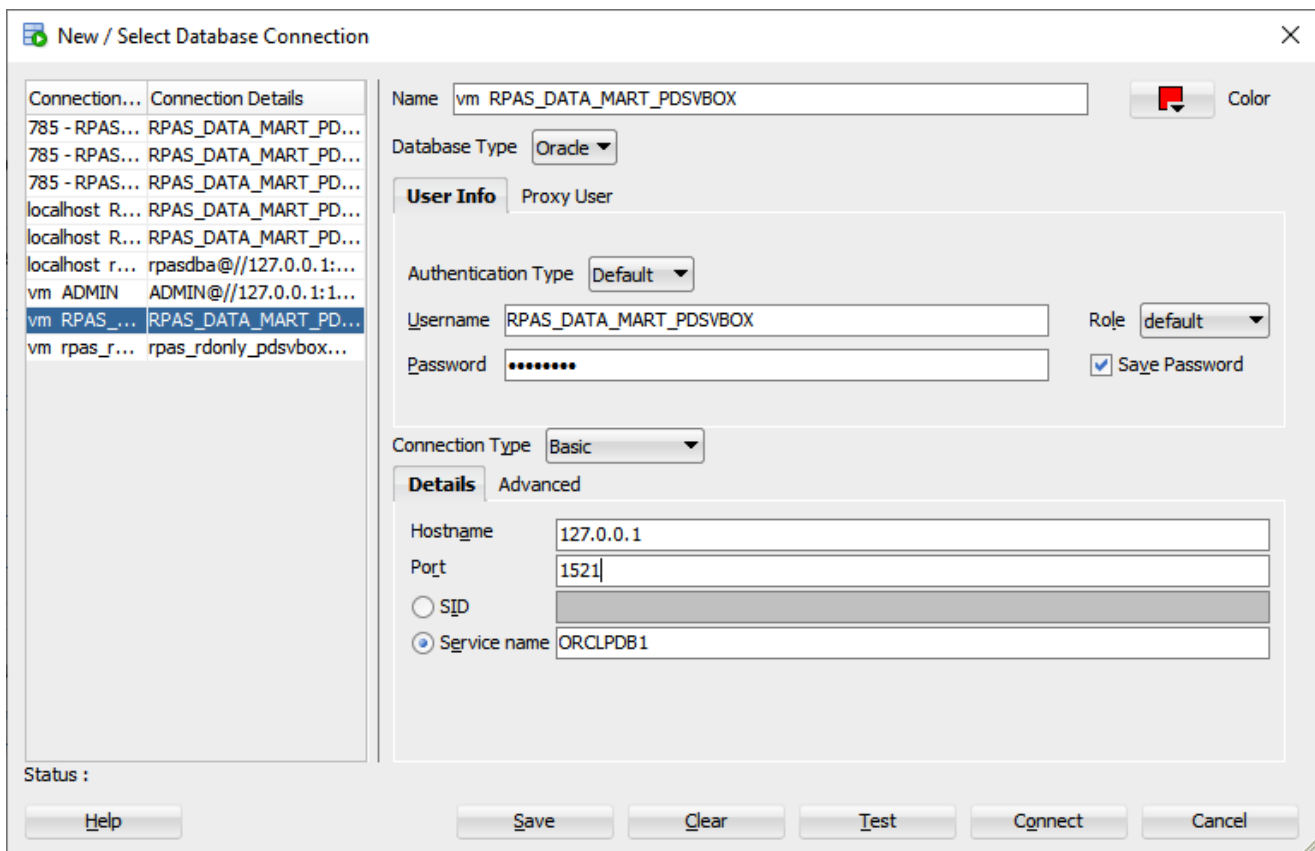 New / Select Database Connection
Connection... Connection Details
785 - RPAS... RPAS_DATA_MART_PD...
785 - RPAS... RPAS_DATA_MART_PD...
785 - RPAS... RPAS_DATA_MART_PD...
localhost R... RPAS_DATA_MART_PD...
localhost R... RPAS_DATA_MART_PD...
localhost r... rpasdba@//127.0.0.1:...
vm ADMIN ADMIN@//127.0.0.1:1...
vm RPAS_... RPAS_DATA_MART_PD...
vm rpas_r... rpas_rdonly_pdsvbox...
Name vm RPAS_DATA_MART_PDSVBOX Color
Database Type Oracle
User Info Proxy User
Authentication Type Default
Username RPAS_DATA_MART_PDSVBOX Role default
Password •••••••• Save Password
Connection Type Basic
Details Advanced
Hostname 127.0.0.1
Port 1521
SID
Service name ORCLPDB1
Status :
Help Save Clear Test Connect Cancel